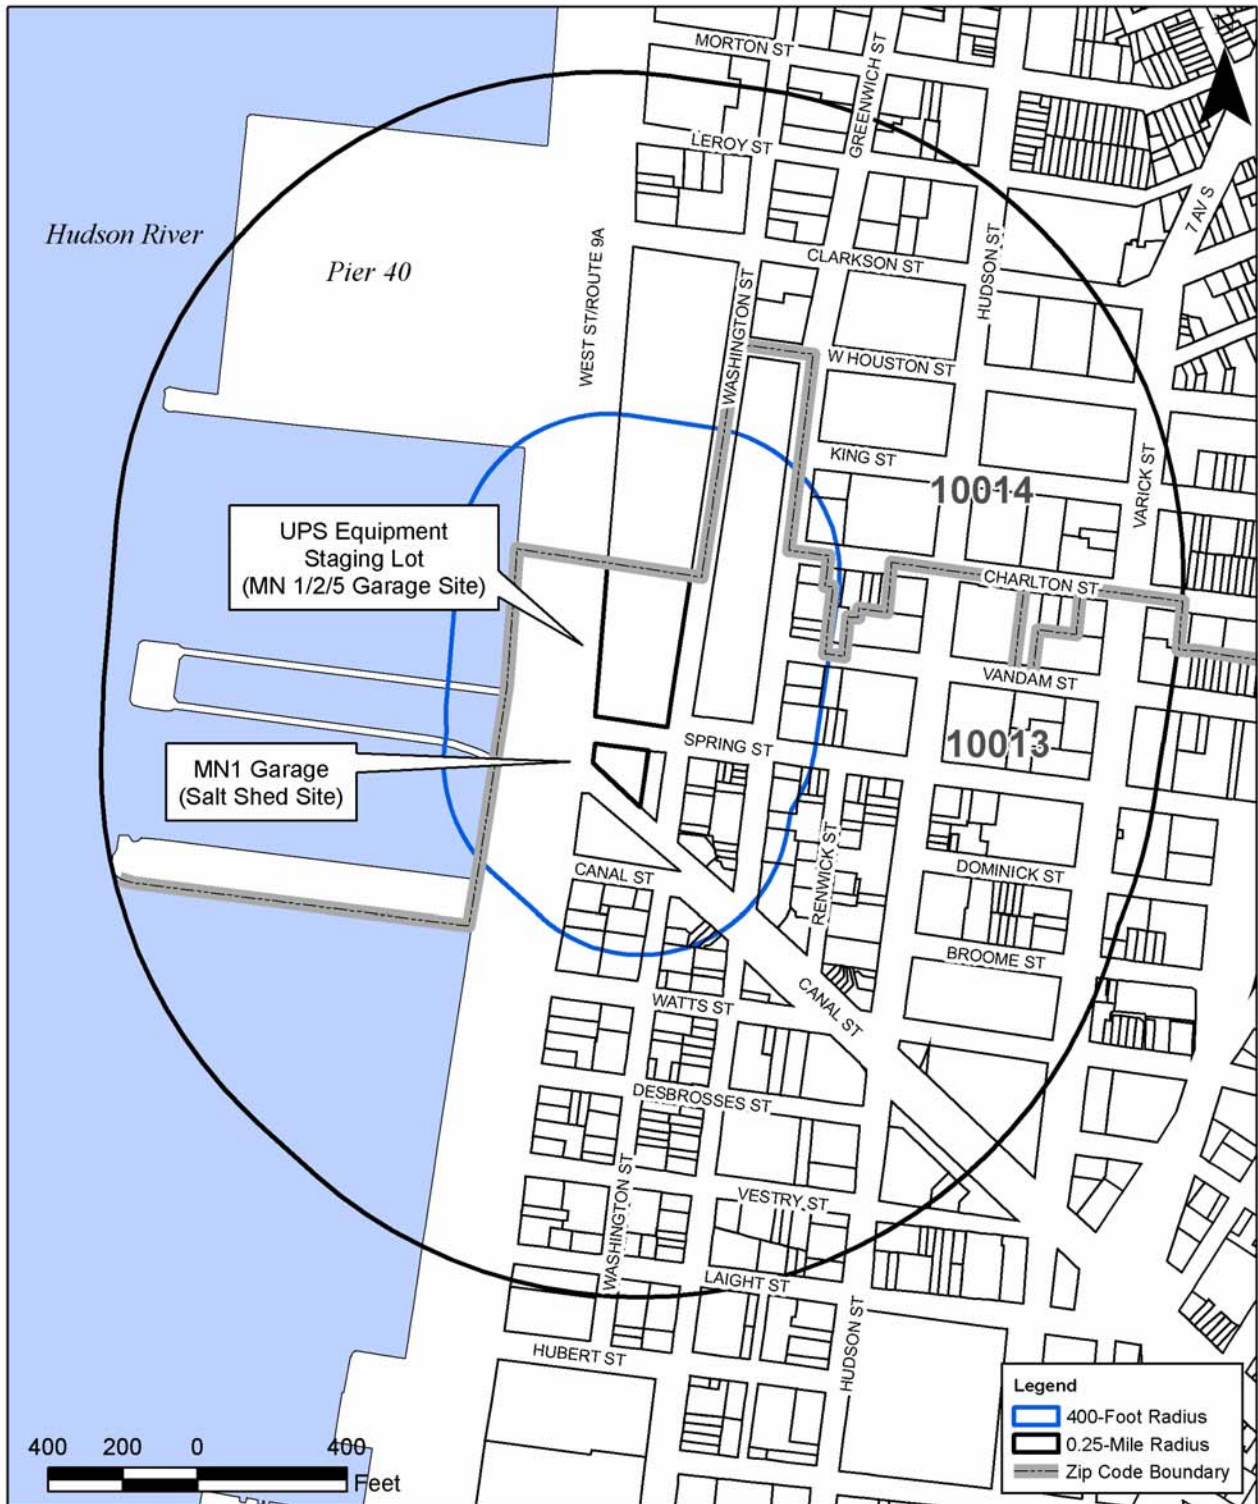 MORTON ST
GREENWICH ST
LEROY ST
7 AV S
Hudson River
Pier 40
WEST ST/ROUTE 9A
CLARKSON ST
HUDSON ST
WASHINGTON ST
W HOUSTON ST
KING ST
10014
VARICK ST
UPS Equipment
Staging Lot
(MN 1/2/5 Garage Site)
CHARLTON ST
VANDAM ST
SPRING ST
10013
MN1 Garage
(Salt Shed Site)
CANAL ST
RENWICK ST
DOMINICK ST
BROOME ST
WATTS ST
CANAL ST
DESBROSSES ST
WASHINGTON ST
VESTRY ST
LAIGHT ST
HUDSON ST
HUBERT ST
Legend
400-Foot Radius
0.25-Mile Radius
Zip Code Boundary
400 200 0 400
Feet